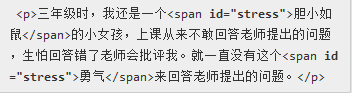 <p>三年级时，我还是一个<span id="stress">胆小如
鼠</span>的小女孩，上课从来不敢回答老师提出的问题
，生怕回答错了老师会批评我。就一直没有这个<span id
="stress">勇气</span>来回答老师提出的问题。</p>